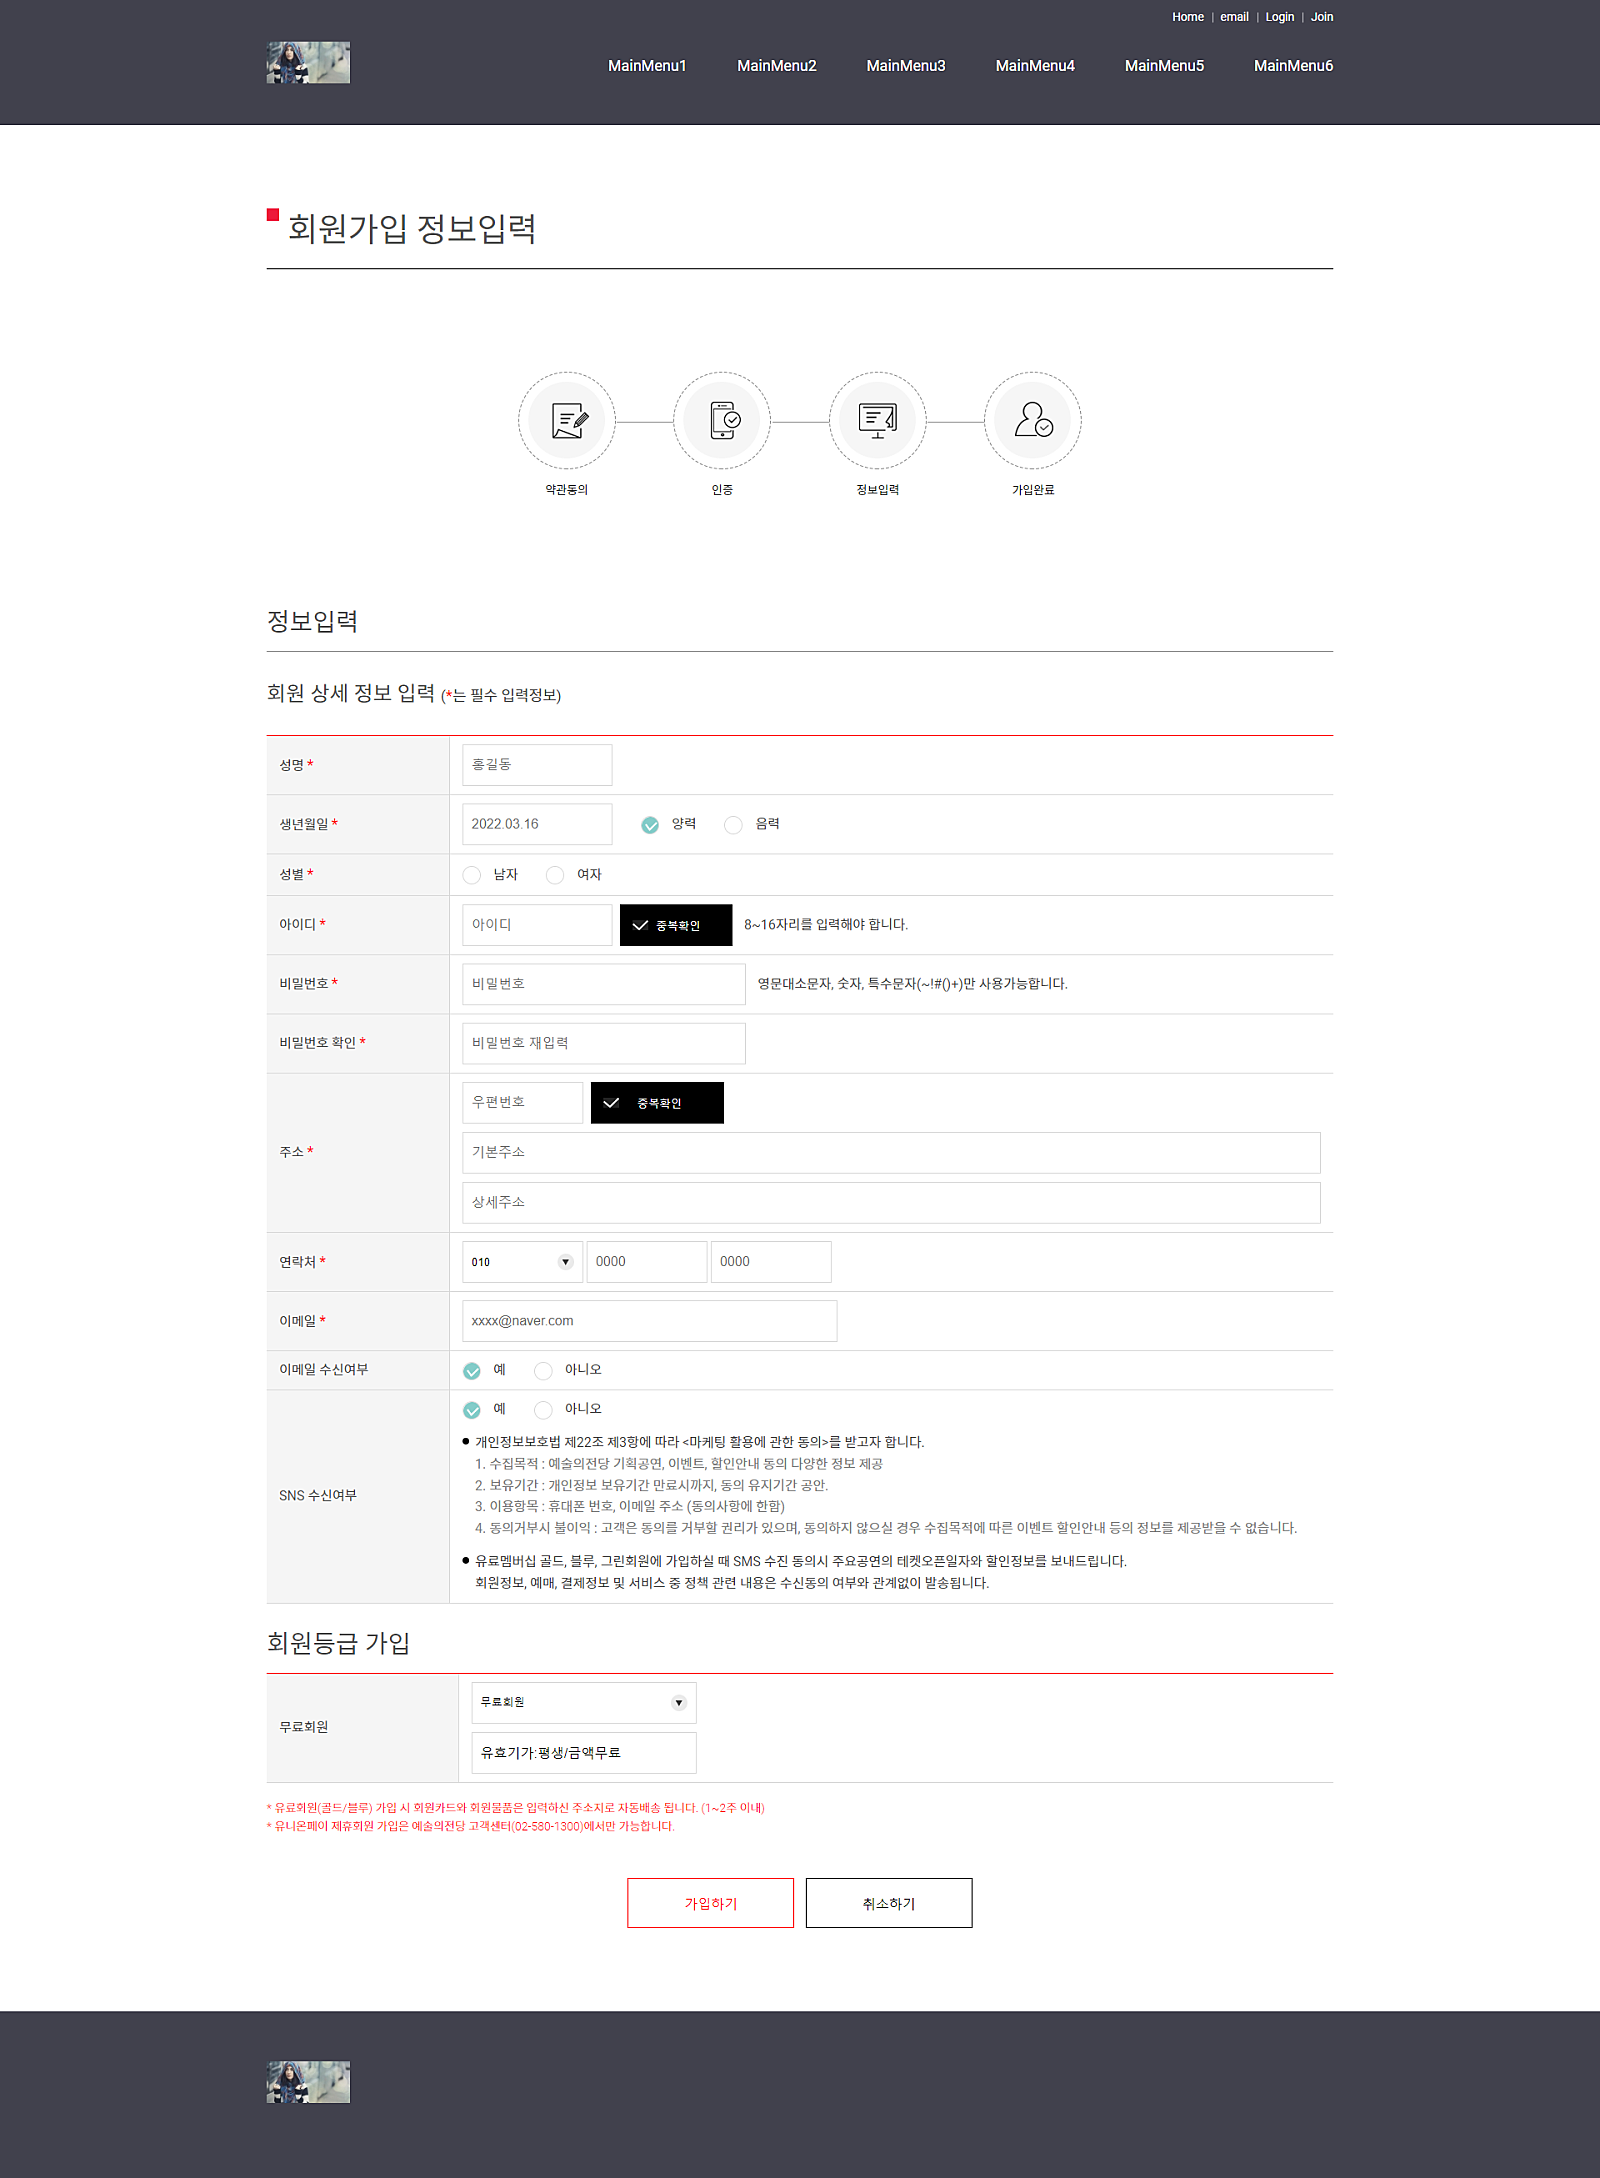 Home | email | Login | Join
MainMenu1 MainMenu2 MainMenu3 MainMenu4 MainMenu5 MainMenu6
회원가입 정보입력
약관동의 인증 정보입력 가입완료
정보입력
회원 상세 정보 입력 (*는 필수 입력정보)
성명 * 홍길동
생년월일 * 2022.03.16 양력 음력
성별 * 남자 여자
아이디 * 아이디 중복확인 8~16자리를 입력해야 합니다.
비밀번호 * 비밀번호 영문대소문자, 숫자, 특수문자(~!#()+)만 사용가능합니다.
비밀번호 확인 * 비밀번호 재입력
우편번호 중복확인
주소 * 기본주소
상세주소
연락처 * 010 0000 0000
이메일 * xxxx@naver.com
이메일 수신여부 예 아니오
예 아니오
● 개인정보보호법 제22조 제3항에 따라 <마케팅 활용에 관한 동의>를 받고자 합니다.
1. 수집목적 : 예술의전당 기획공연, 이벤트, 할인안내 동의 다양한 정보 제공
2. 보유기간 : 개인정보 보유기간 만료시까지, 동의 유지기간 공안.
SNS 수신여부
3. 이용항목 : 휴대폰 번호, 이메일 주소 (동의사항에 한함)
4. 동의거부시 불이익 : 고객은 동의를 거부할 권리가 있으며, 동의하지 않으실 경우 수집목적에 따른 이벤트 할인안내 등의 정보를 제공받을 수 없습니다.
● 유료멤버십 골드, 블루, 그린회원에 가입하실 때 SMS 수진 동의시 주요공연의 테켓오픈일자와 할인정보를 보내드립니다.
회원정보, 예매, 결제정보 및 서비스 중 정책 관련 내용은 수신동의 여부와 관계없이 발송됩니다.
회원등급 가입
무료회원 무료회원
유효기가:평생/금액무료
* 유료회원(골드/블루) 가입 시 회원카드와 회원물품은 입력하신 주소지로 자동배송 됩니다. (1~2주 이내)
* 유니온페이 제휴회원 가입은 예술의전당 고객센터(02-580-1300)에서만 가능합니다.
가입하기 취소하기